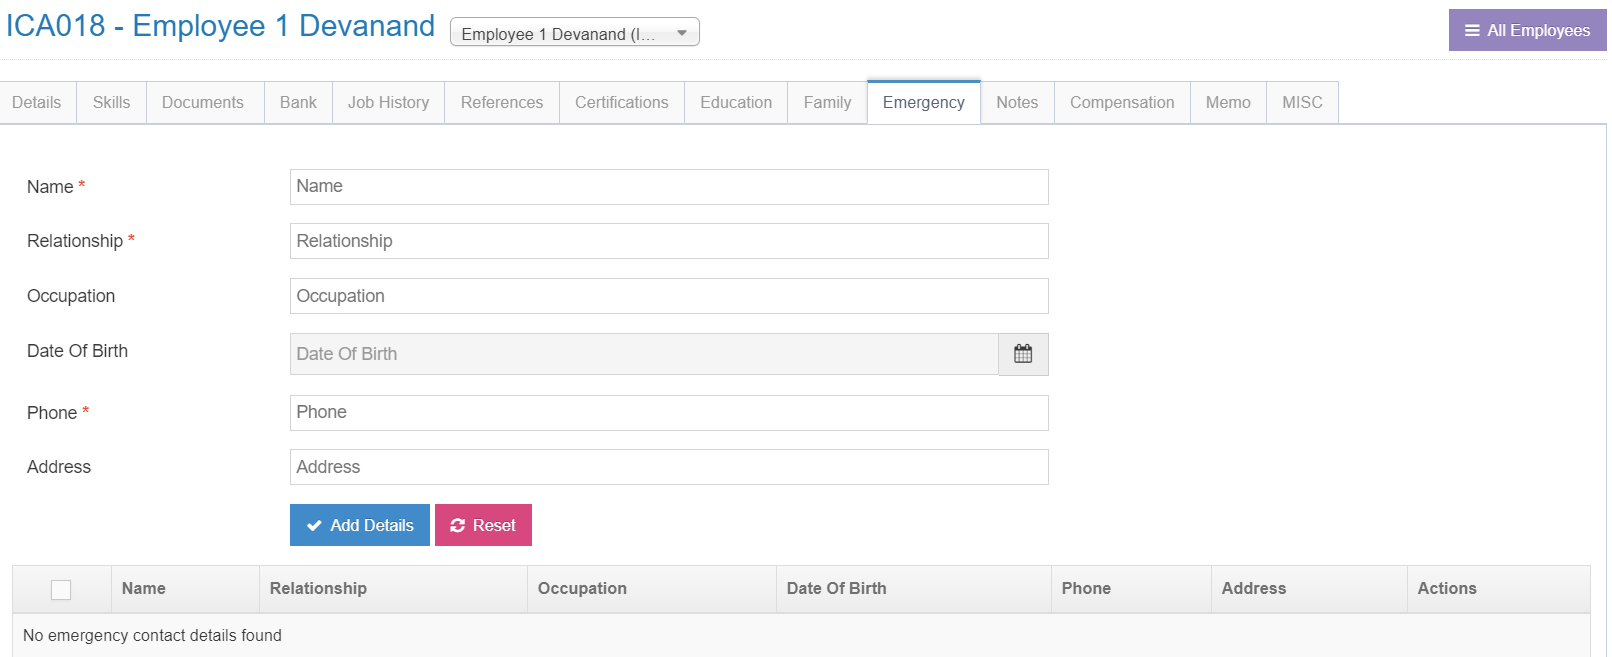 ICA018 - Employee 1 Devanand
Employee 1 Devanand (I...
All Employees
Details Skills Documents Bank Job History References Certifications Education Family Emergency Notes Compensation Memo MISC
Name * Name
Relationship * Relationship
Occupation Occupation
Date Of Birth Date Of Birth
Phone * Phone
Address Address
Add Details Reset
Name Relationship Occupation Date Of Birth Phone Address Actions
No emergency contact details found